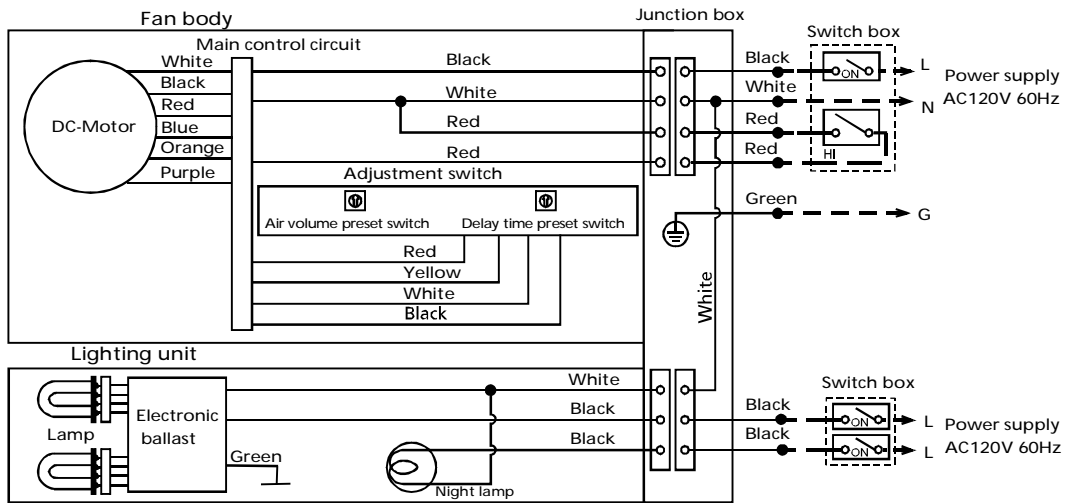 Fan body
Junction box
Switch box
Main control circuit
White
Black
Red
Blue
Orange
Purple
DC-Motor
Black
White
Red
Red
Black
White
Red
Red
Green
ON
HI
L
N
G
Power supply
AC120V 60Hz
Adjustment switch
Air volume preset switch
Delay time preset switch
Red
Yellow
White
Black
White
Lighting unit
Lamp
Electronic
ballast
Green
White
Black
Black
Night lamp
Black
Black
Switch box
ON
ON
L
L
Power supply
AC120V 60Hz